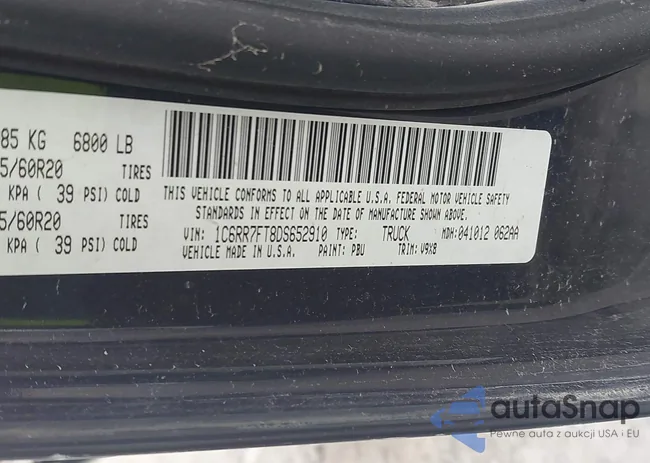 85 KG 6800 LB
5/60R20 TIRES
KPA ( 39 PSI) COLD
5/60R20 TIRES
KPA ( 39 PSI) COLD
THIS VEHICLE CONFORMS TO ALL APPLICABLE U.S.A. FEDERAL MOTOR VEHICLE SAFETY
STANDARDS IN EFFECT ON THE DATE OF MANUFACTURE SHOWN ABOVE.
VIN: 1C6RR7FT8DS652910 TYPE: TRUCK MDH: 041012 062AA
VEHICLE MADE IN U.S.A. PAINT: PBU TRIM: V9X8
autoSnap
Pewne auta z aukcji USA i EU